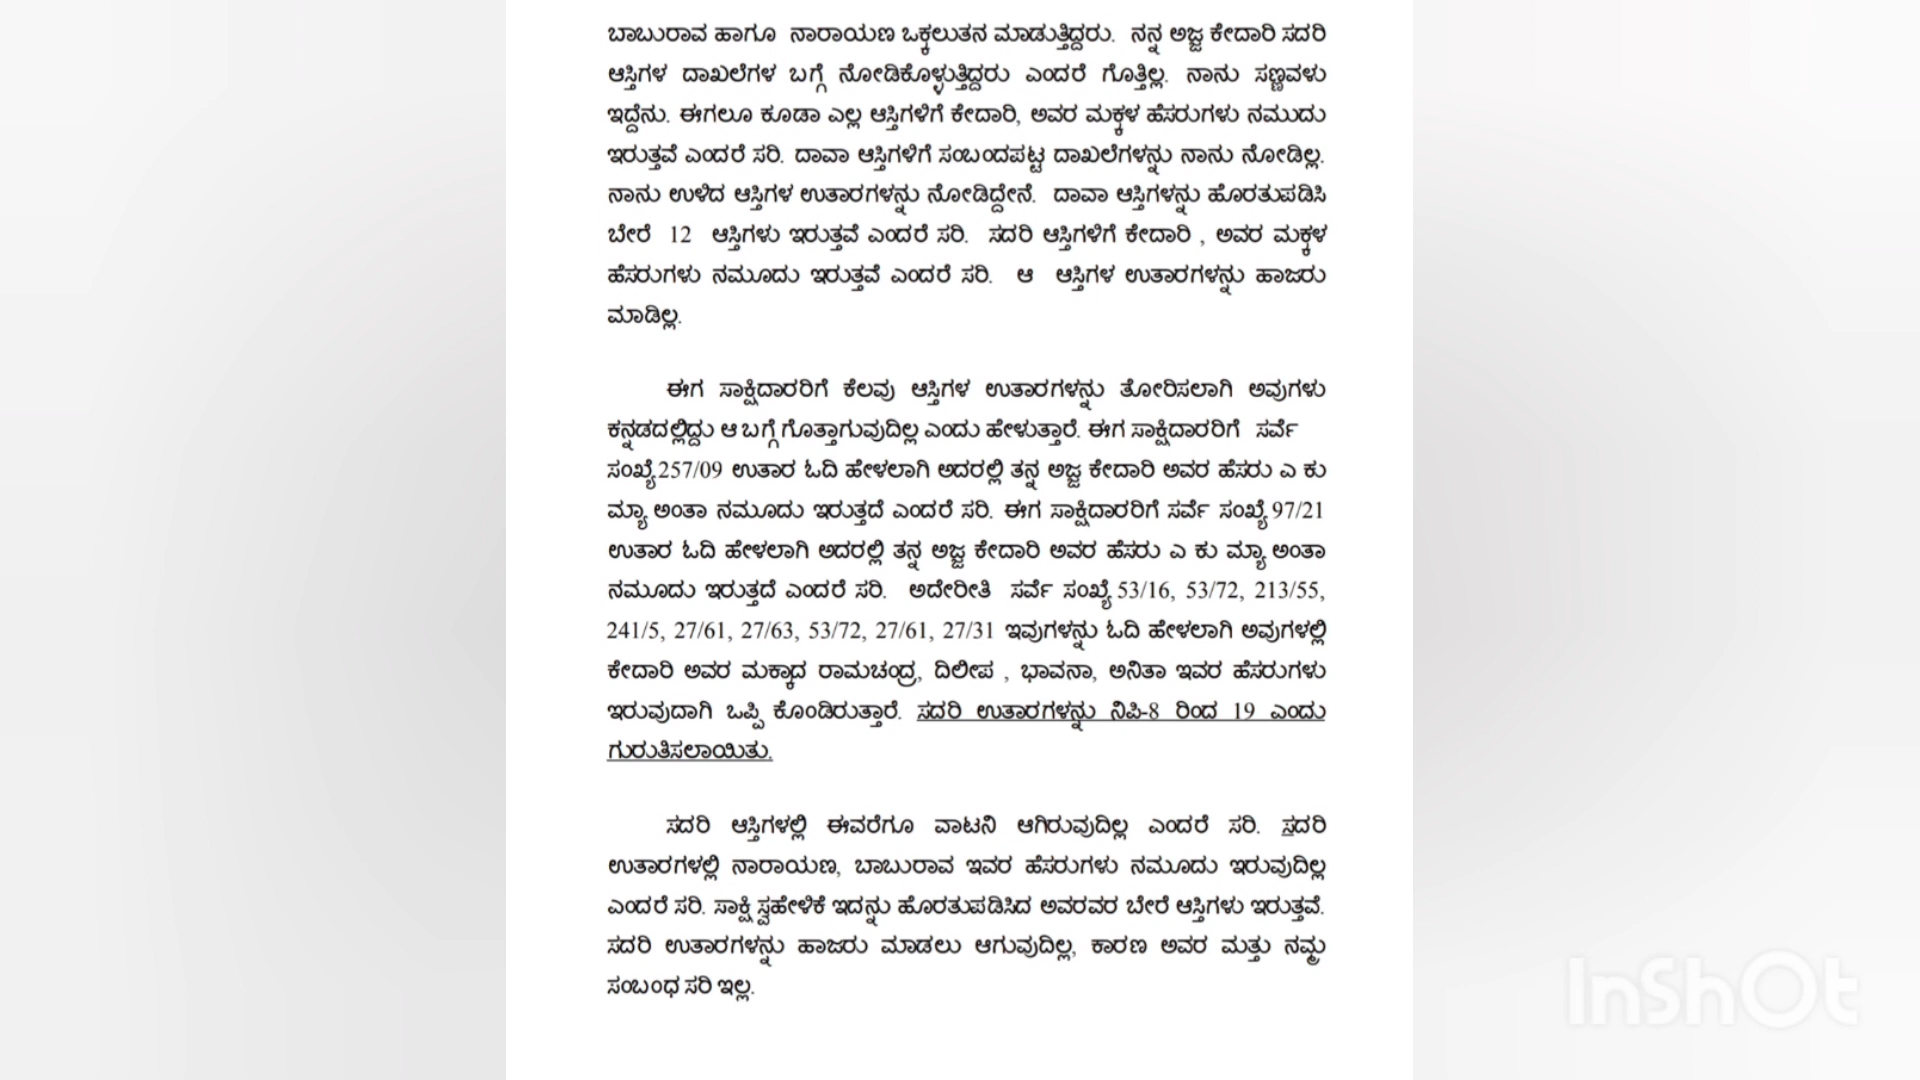 ಬಾಬುರಾವ ಹಾಗೂ ನಾರಾಯಣ ಒಕ್ಕಲುತನ ಮಾಡುತ್ತಿದ್ದರು. ನನ್ನ ಅಜ್ಜ ಕೇದಾರಿ ಸದರಿ
ಆಸ್ತಿಗಳ ದಾಖಲೆಗಳ ಬಗ್ಗೆ ನೋಡಿಕೊಳ್ಳುತ್ತಿದ್ದರು ಎಂದರೆ ಗೊತ್ತಿಲ್ಲ. ನಾನು ಸಣ್ಣವಳು
ಇದ್ದೆನು. ಈಗಲೂ ಕೂಡಾ ಎಲ್ಲ ಆಸ್ತಿಗಳಿಗೆ ಕೇದಾರಿ, ಅವರ ಮಕ್ಕಳ ಹೆಸರುಗಳು ನಮುದು
ಇರುತ್ತವೆ ಎಂದರೆ ಸರಿ. ದಾವಾ ಆಸ್ತಿಗಳಿಗೆ ಸಂಬಂದಪಟ್ಟ ದಾಖಲೆಗಳನ್ನು ನಾನು ನೋಡಿಲ್ಲ.
ನಾನು ಉಳಿದ ಆಸ್ತಿಗಳ ಉತಾರಗಳನ್ನು ನೋಡಿದ್ದೇನೆ. ದಾವಾ ಆಸ್ತಿಗಳನ್ನು ಹೊರತುಪಡಿಸಿ
ಬೇರೆ 12 ಆಸ್ತಿಗಳು ಇರುತ್ತವೆ ಎಂದರೆ ಸರಿ. ಸದರಿ ಆಸ್ತಿಗಳಿಗೆ ಕೇದಾರಿ , ಅವರ ಮಕ್ಕಳ
ಹೆಸರುಗಳು ನಮೂದು ಇರುತ್ತವೆ ಎಂದರೆ ಸರಿ. ಆ ಆಸ್ತಿಗಳ ಉತಾರಗಳನ್ನು ಹಾಜರು
ಮಾಡಿಲ್ಲ.
ಈಗ ಸಾಕ್ಷಿದಾರರಿಗೆ ಕೆಲವು ಆಸ್ತಿಗಳ ಉತಾರಗಳನ್ನು ತೋರಿಸಲಾಗಿ ಅವುಗಳು
ಕನ್ನಡದಲ್ಲಿದ್ದು ಆ ಬಗ್ಗೆ ಗೊತ್ತಾಗುವುದಿಲ್ಲ ಎಂದು ಹೇಳುತ್ತಾರೆ. ಈಗ ಸಾಕ್ಷಿದಾರರಿಗೆ ಸರ್ವೆ
ಸಂಖ್ಯೆ 257/09 ಉತಾರ ಓದಿ ಹೇಳಲಾಗಿ ಅದರಲ್ಲಿ ತನ್ನ ಅಜ್ಜ ಕೇದಾರಿ ಅವರ ಹೆಸರು ಎ ಕು
ಮ್ಯಾ ಅಂತಾ ನಮೂದು ಇರುತ್ತದೆ ಎಂದರೆ ಸರಿ. ಈಗ ಸಾಕ್ಷಿದಾರರಿಗೆ ಸರ್ವೆ ಸಂಖ್ಯೆ 97/21
ಉತಾರ ಓದಿ ಹೇಳಲಾಗಿ ಅದರಲ್ಲಿ ತನ್ನ ಅಜ್ಜ ಕೇದಾರಿ ಅವರ ಹೆಸರು ಎ ಕು ಮ್ಯಾ ಅಂತಾ
ನಮೂದು ಇರುತ್ತದೆ ಎಂದರೆ ಸರಿ. ಅದೇರೀತಿ ಸರ್ವೆ ಸಂಖ್ಯೆ 53/16, 53/72, 213/55,
241/5, 27/61, 27/63, 53/72, 27/61, 27/31 ಇವುಗಳನ್ನು ಓದಿ ಹೇಳಲಾಗಿ ಅವುಗಳಲ್ಲಿ
ಕೇದಾರಿ ಅವರ ಮಕ್ಕಾದ ರಾಮಚಂದ್ರ, ದಿಲೀಪ , ಭಾವನಾ, ಅನಿತಾ ಇವರ ಹೆಸರುಗಳು
ಇರುವುದಾಗಿ ಒಪ್ಪಿ ಕೊಂಡಿರುತ್ತಾರೆ. ಸದರಿ ಉತಾರಗಳನ್ನು ನಿಪಿ-8 ರಿಂದ 19 ಎಂದು
ಗುರುತಿಸಲಾಯಿತು.
ಸದರಿ ಆಸ್ತಿಗಳಲ್ಲಿ ಈವರೆಗೂ ವಾಟನಿ ಆಗಿರುವುದಿಲ್ಲ ಎಂದರೆ ಸರಿ. ಸದರಿ
ಉತಾರಗಳಲ್ಲಿ ನಾರಾಯಣ, ಬಾಬುರಾವ ಇವರ ಹೆಸರುಗಳು ನಮೂದು ಇರುವುದಿಲ್ಲ
ಎಂದರೆ ಸರಿ. ಸಾಕ್ಷಿ ಸ್ವಹೇಳಿಕೆ ಇದನ್ನು ಹೊರತುಪಡಿಸಿದ ಅವರವರ ಬೇರೆ ಆಸ್ತಿಗಳು ಇರುತ್ತವೆ.
ಸದರಿ ಉತಾರಗಳನ್ನು ಹಾಜರು ಮಾಡಲು ಆಗುವುದಿಲ್ಲ, ಕಾರಣ ಅವರ ಮತ್ತು ನಮ್ಮ
ಸಂಬಂಧ ಸರಿ ಇಲ್ಲ.
InShOt